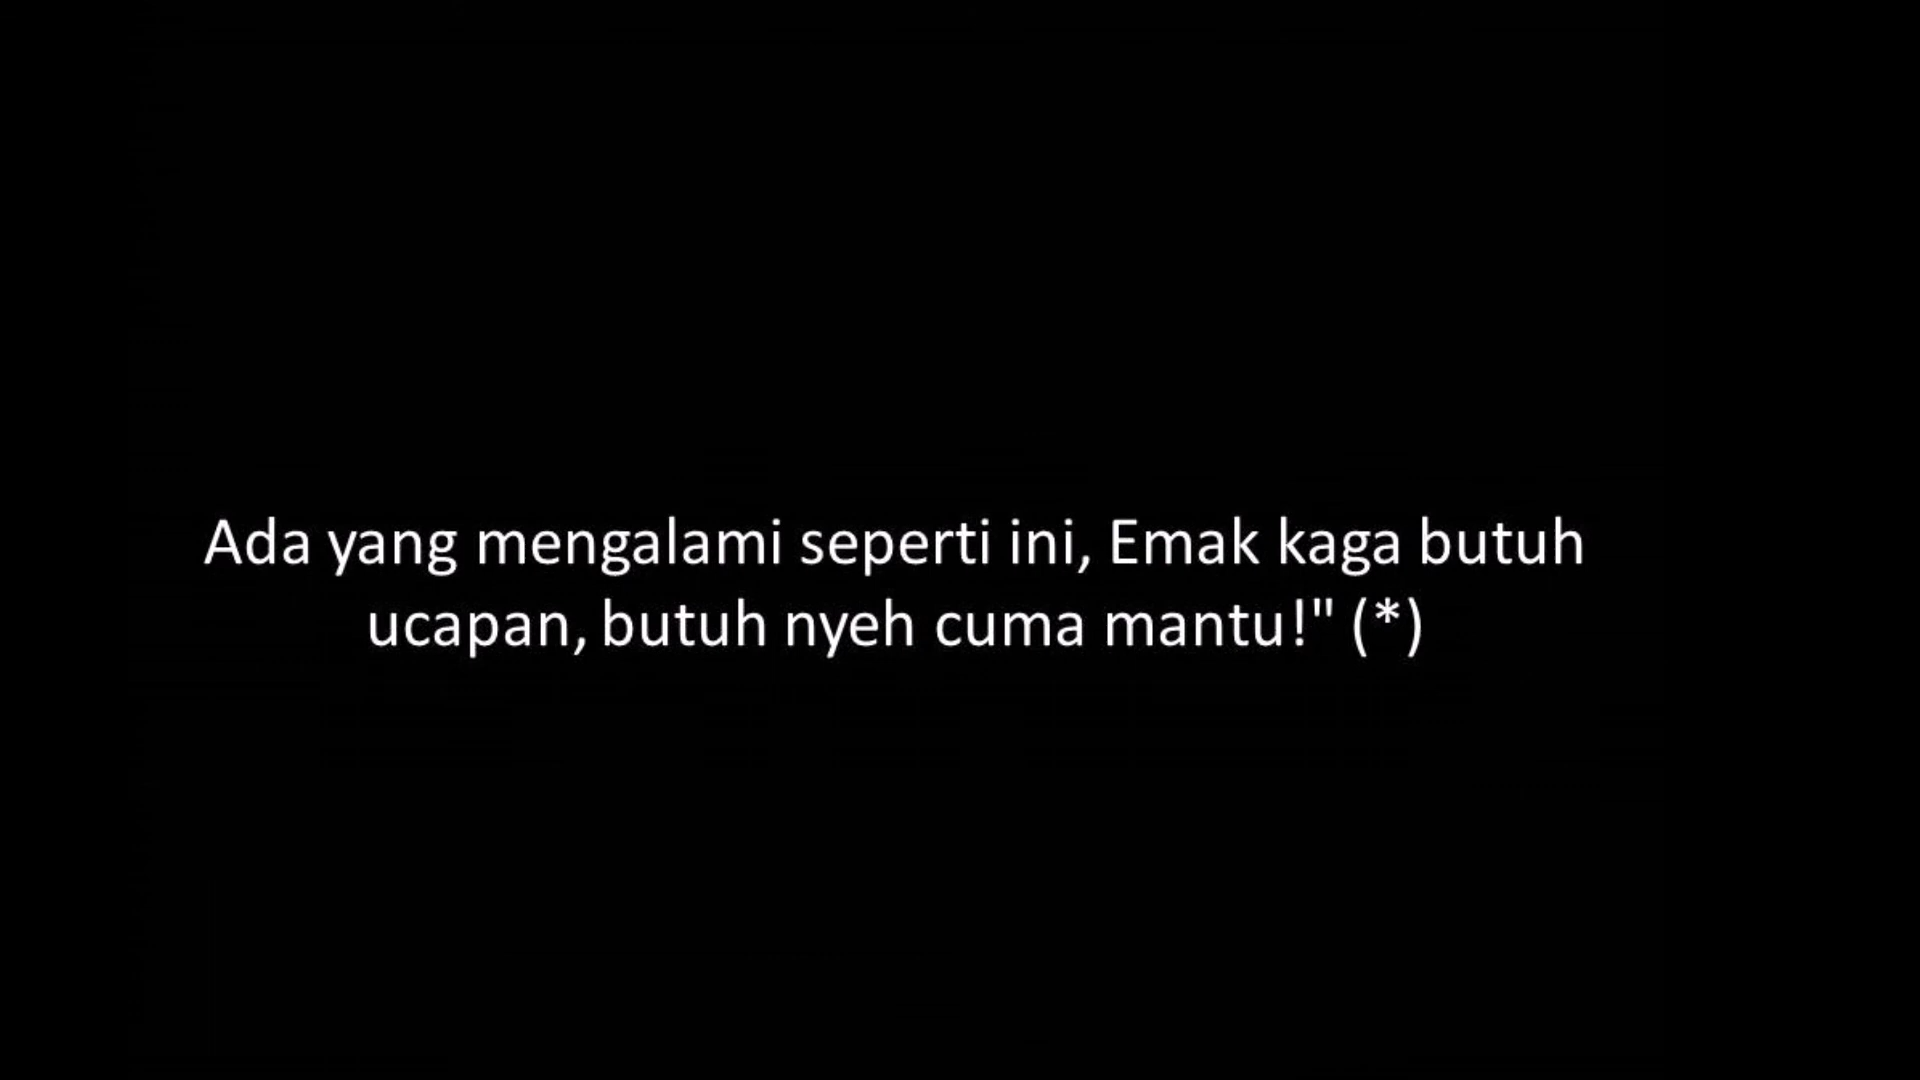 Ada yang mengalami seperti ini, Emak kaga butuh
ucapan, butuh nyeh cuma mantu!" (*)